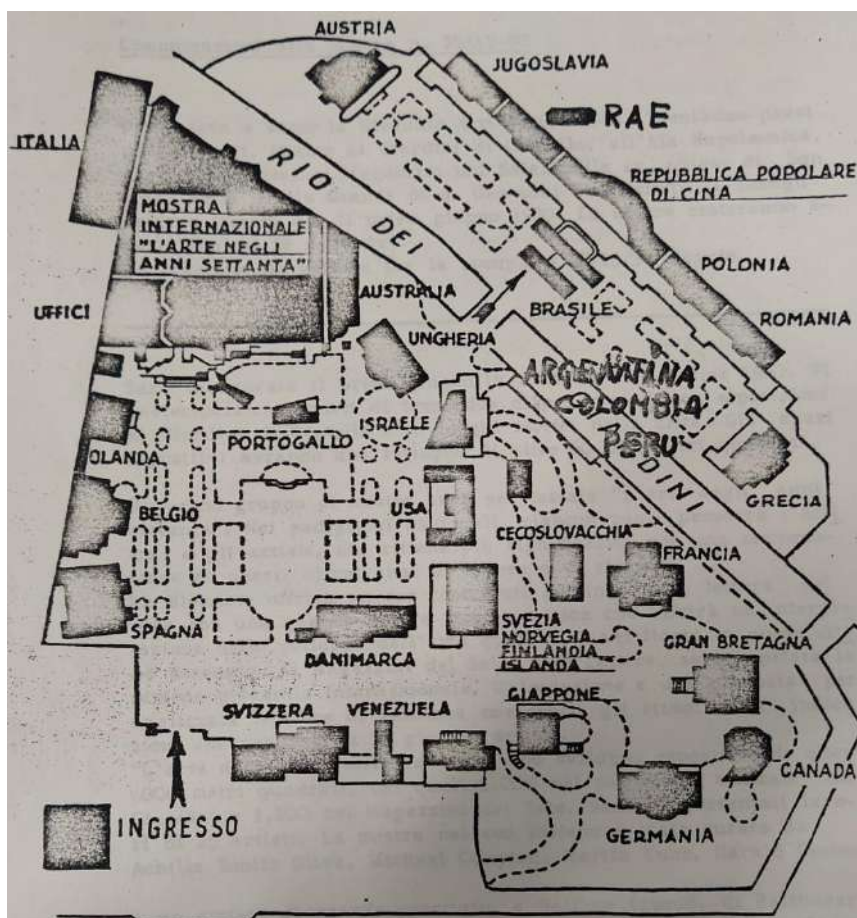 AUSTRIA
JUGOSLAVIA
RAE
ITALIA
RIO
DEI
REPUBBLICA POPOLARE
DI CINA
MOSTRA
INTERNAZIONALE
"L'ARTE NEGLI
ANNI SETTANTA"
POLONIA
UFFICI
AUSTRALIA
BRASILE
ROMANIA
UNGHERIA
COLOMBIA
PERU
DINI
ISRAELE
PORTOGALLO
OLANDA
GRECIA
BELGIO
USA
CECOSLOVACCHIA
FRANCIA
SPAGNA
DANIMARCA
SVEZIA
NORVEGIA
FINLANDIA
ISLANDA
GRAN BRETAGNA
SVIZZERA
VENEZUELA
GIAPPONE
CANADA
INGRESSO
GERMANIA